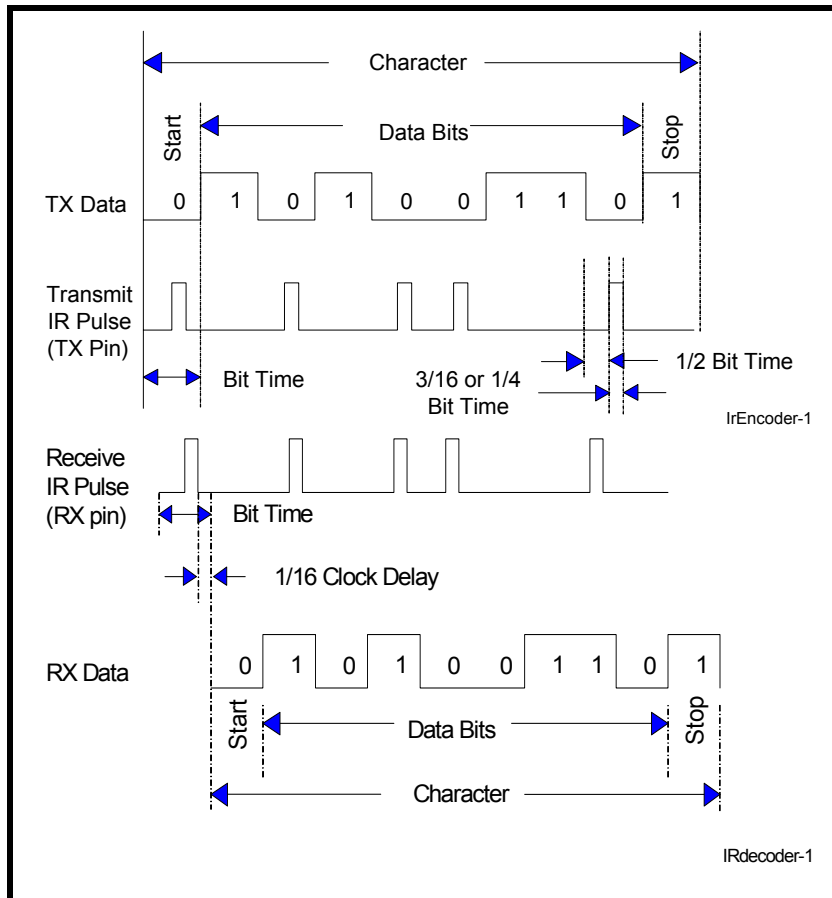 Character
Start
Data Bits
Stop
TX Data
0 1 0 1 0 0 1 1 0 1
Transmit
IR Pulse
(TX Pin)
Bit Time
3/16 or 1/4
Bit Time
1/2 Bit Time
IrEncoder-1
Receive
IR Pulse
(RX pin)
Bit Time
1/16 Clock Delay
RX Data
0 1 0 1 0 0 1 1 0 1
Start
Data Bits
Stop
Character
IRdecoder-1